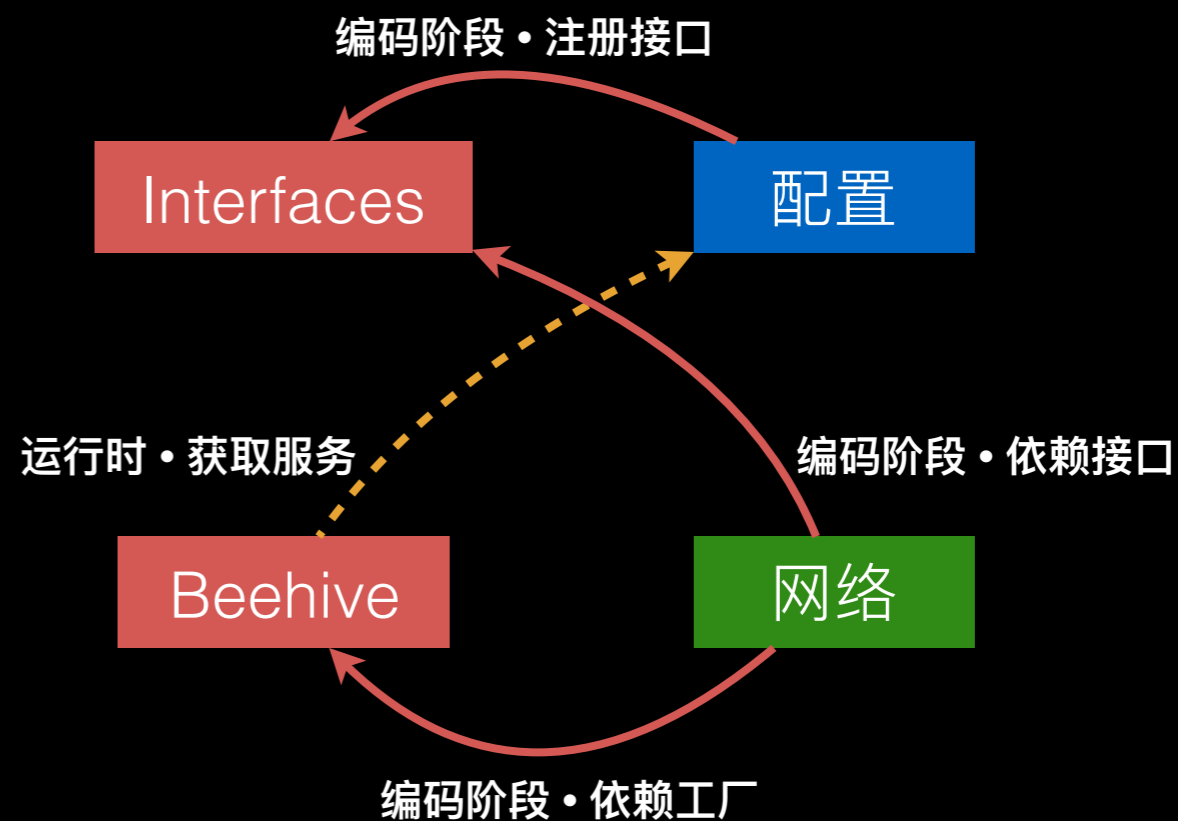 编码阶段 • 注册接口
Interfaces
配置
运行时 • 获取服务
编码阶段 • 依赖接口
Beehive
网络
编码阶段 • 依赖工厂